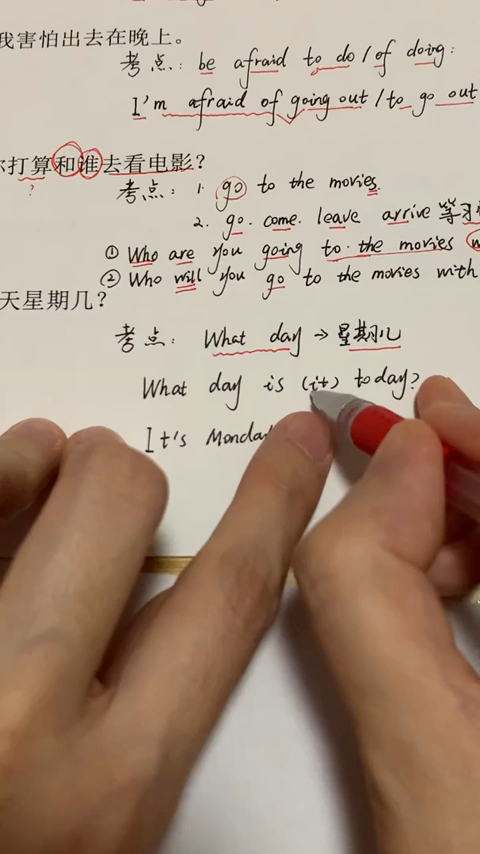 我害怕出去在晚上。
考点: be afraid to do / of doing:
I'm afraid of going out / to go out
你打算和谁去看电影?
?
考点: 1. go to the movies.
2. go. come. leave arrive 等
① Who are you going to the movies
② Who will you go to the movies with
天星期几?
考点: What day → 星期几
What day is (it) today?
It's Monday